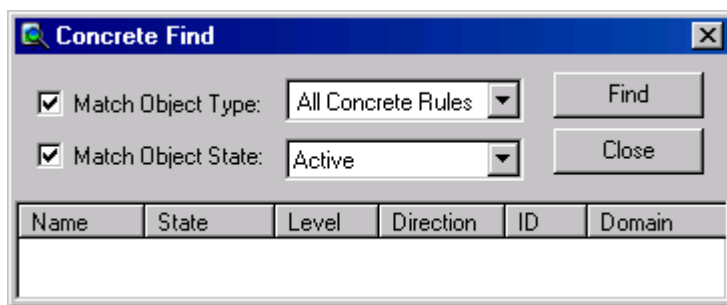 Concrete Find
Match Object Type: All Concrete Rules Find
Match Object State: Active Close
Name State Level Direction ID Domain